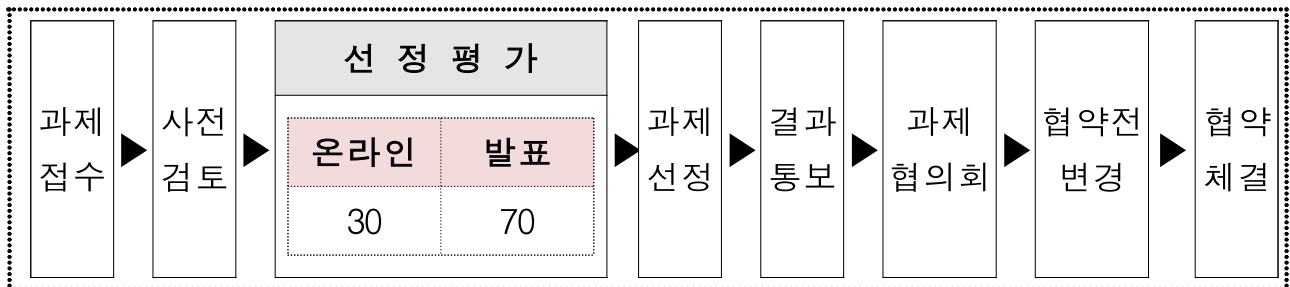 과제
접수
▶
사전
검토
▶
선 정 평 가
온라인 발표
30 70
▶
과제
선정
▶
결과
통보
▶
과제
협의회
▶
협약전
변경
▶
협약
체결